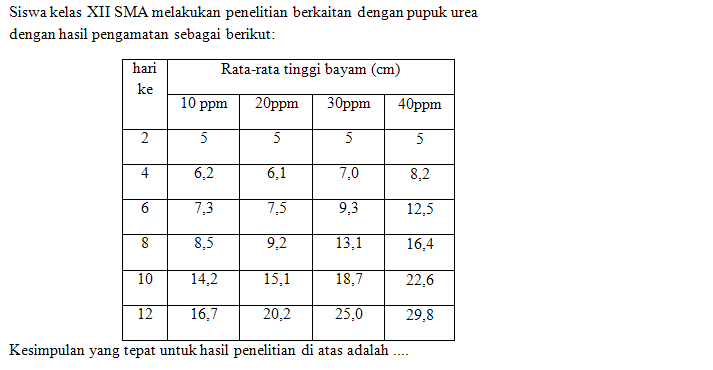 Siswa kelas XII SMA melakukan penelitian berkaitan dengan pupuk urea
dengan hasil pengamatan sebagai berikut:
hari ke Rata-rata tinggi bayam (cm)
10 ppm 20ppm 30ppm 40ppm
2 5 5 5 5
4 6,2 6,1 7,0 8,2
6 7,3 7,5 9,3 12,5
8 8,5 9,2 13,1 16,4
10 14,2 15,1 18,7 22,6
12 16,7 20,2 25,0 29,8
Kesimpulan yang tepat untuk hasil penelitian di atas adalah ....